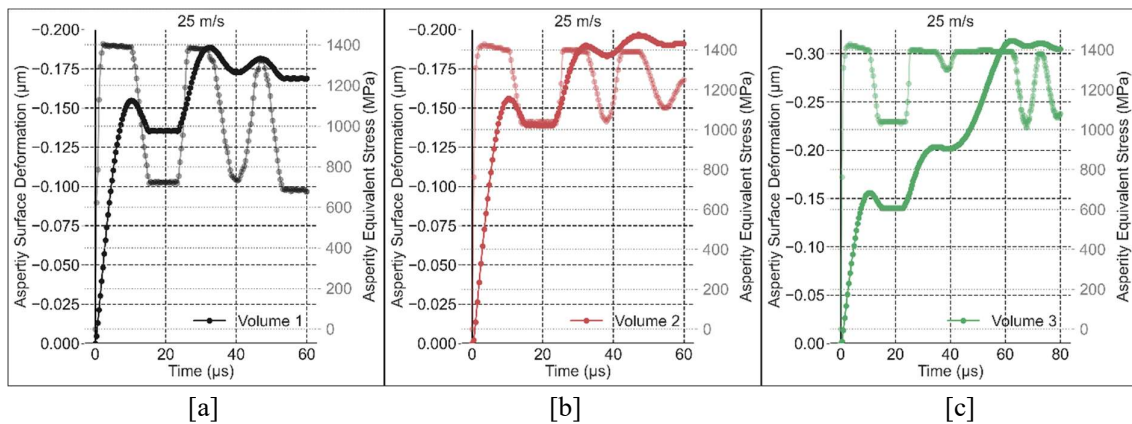 25 m/s
−0.200
−0.175
−0.150
−0.125
−0.100
−0.075
−0.050
−0.025
0.000
Aspertiy Surface Deformation (µm)
1400
1200
1000
800
600
400
200
0
Asperity Equivalent Stress (MPa)
Volume 1
0 20 40 60
Time (µs)
[a]
25 m/s
−0.200
−0.175
−0.150
−0.125
−0.100
−0.075
−0.050
−0.025
0.000
Aspertiy Surface Deformation (µm)
1400
1200
1000
800
600
400
200
0
Asperity Equivalent Stress (MPa)
Volume 2
0 20 40 60
Time (µs)
[b]
25 m/s
−0.30
−0.25
−0.20
−0.15
−0.10
−0.05
0.00
Aspertiy Surface Deformation (µm)
1400
1200
1000
800
600
400
200
0
Asperity Equivalent Stress (MPa)
Volume 3
0 20 40 60 80
Time (µs)
[c]